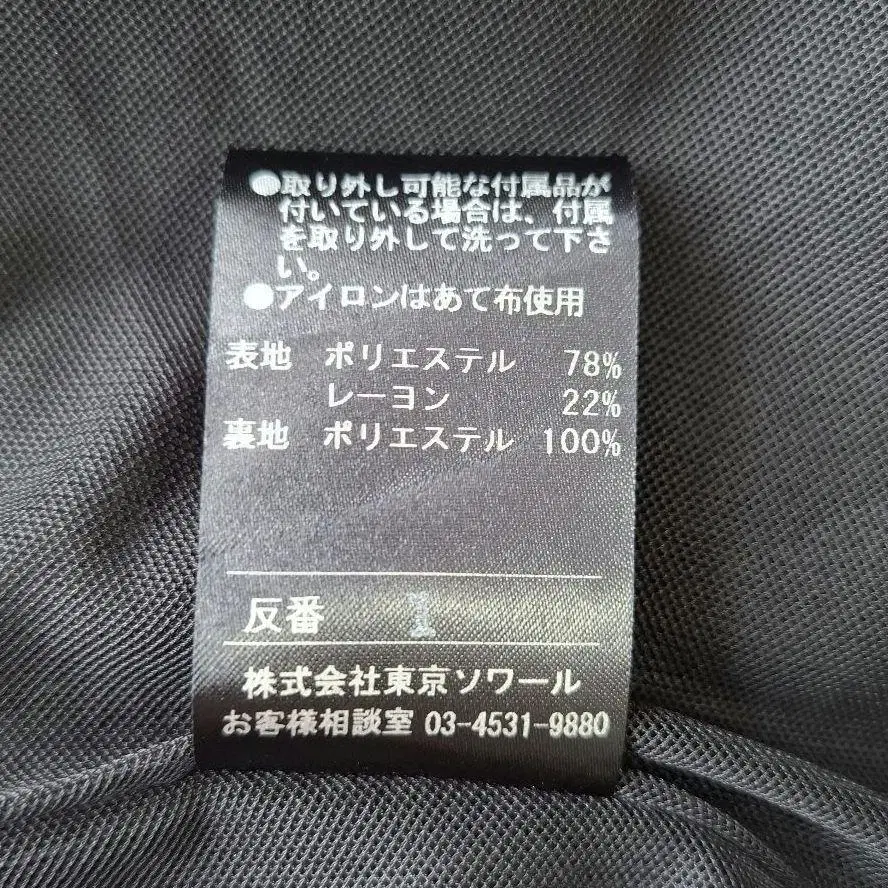 ●取り外し可能な付属品が
付いている場合は、付属
を取り外して洗って下さ
い。
●アイロンはあて布使用
表地 ポリエステル 78%
レーヨン 22%
裏地 ポリエステル 100%
反番 1
株式会社東京ソワール
お客様相談室 03-4531-9880